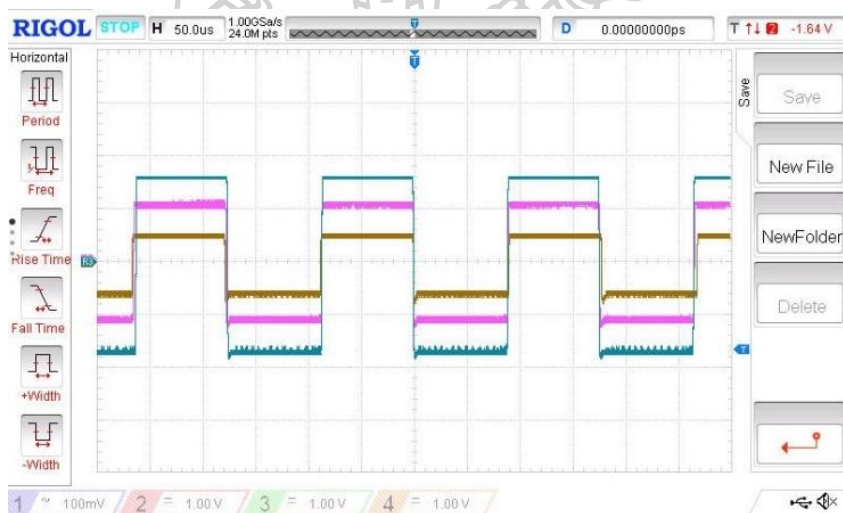 RIGOL STOP H 50.0us 1.00GSa/s 24.0M pts D 0.00000000ps T 2 -1.64 V
Horizontal
Period
Freq
Rise Time
Fall Time
+Width
-Width
Save
Save
New File
NewFolder
Delete
T
R3
T
1 ~ 100mV 2 = 1.00 V 3 = 1.00 V 4 = 1.00 V